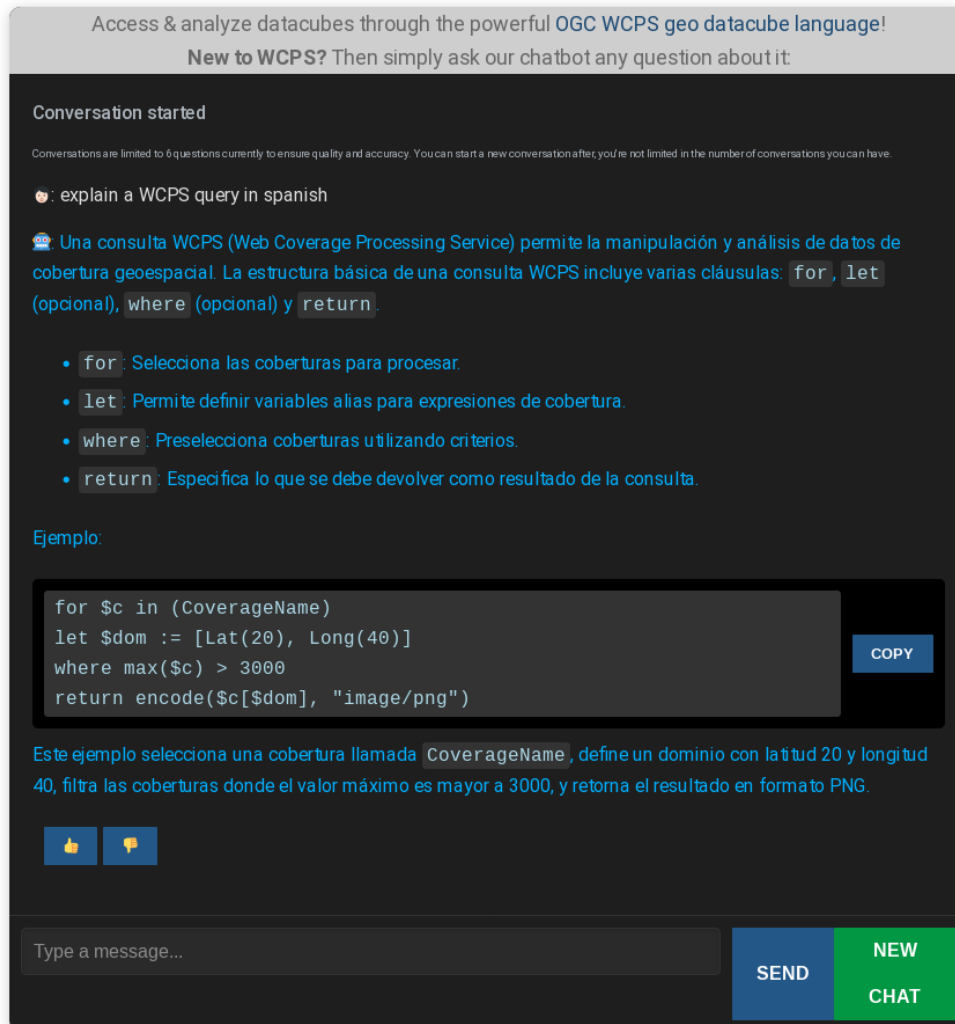 Access & analyze datacubes through the powerful OGC WCPS geo datacube language!
New to WCPS? Then simply ask our chatbot any question about it:
Conversation started
Conversations are limited to 6 questions currently to ensure quality and accuracy. You can start a new conversation after, you're not limited in the number of conversations you can have.
: explain a WCPS query in spanish
: Una consulta WCPS (Web Coverage Processing Service) permite la manipulación y análisis de datos de
cobertura geoespacial. La estructura básica de una consulta WCPS incluye varias cláusulas: for, let
(opcional), where (opcional) y return.
• for: Selecciona las coberturas para procesar.
• let: Permite definir variables alias para expresiones de cobertura.
• where: Preselecciona coberturas utilizando criterios.
• return: Especifica lo que se debe devolver como resultado de la consulta.
Ejemplo:
for $c in (CoverageName)
let $dom := [Lat(20), Long(40)]
where max($c) > 3000
return encode($c[$dom], "image/png")
COPY
Este ejemplo selecciona una cobertura llamada CoverageName, define un dominio con latitud 20 y longitud
40, filtra las coberturas donde el valor máximo es mayor a 3000, y retorna el resultado en formato PNG.
Type a message...
SEND
NEW
CHAT